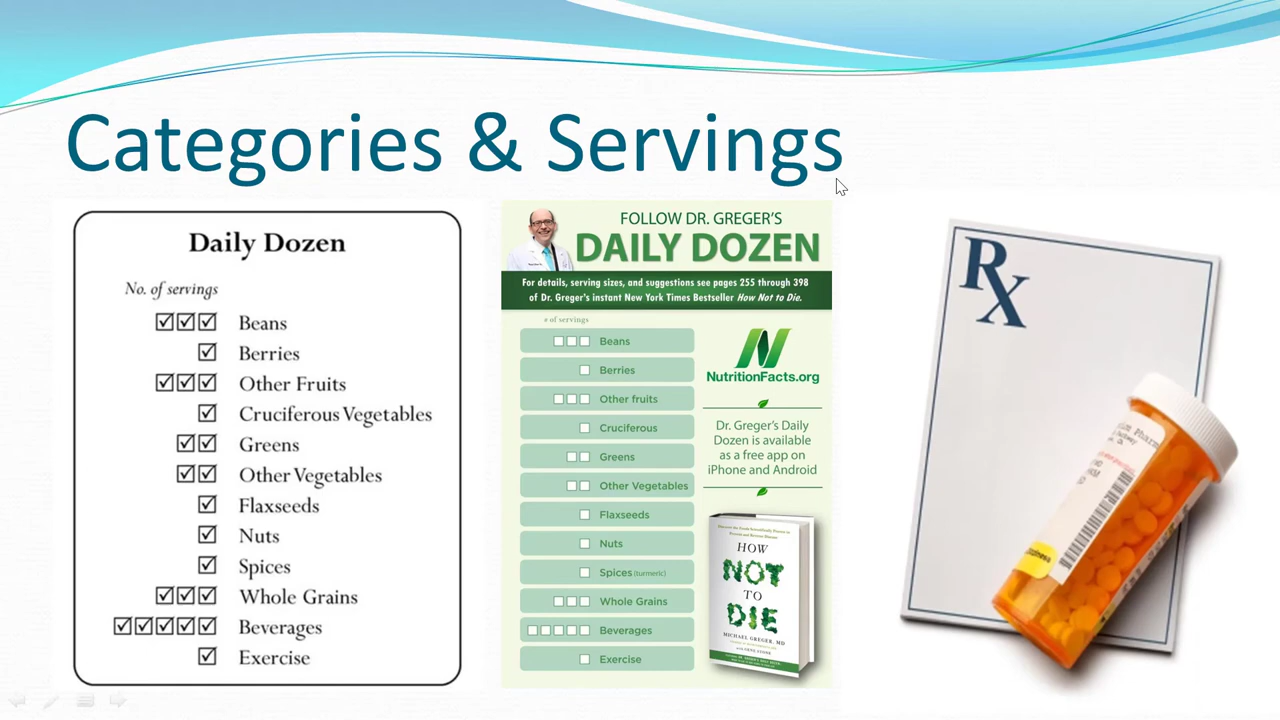 Categories & Servings
Daily Dozen
No. of servings
☑☑☑ Beans
☑ Berries
☑☑☑ Other Fruits
☑ Cruciferous Vegetables
☑☑ Greens
☑☑ Other Vegetables
☑ Flaxseeds
☑ Nuts
☑ Spices
☑☑☑ Whole Grains
☑☑☑☑☑ Beverages
☑ Exercise
FOLLOW DR. GREGER'S
DAILY DOZEN
For details, serving sizes, and suggestions see pages 255 through 398
of Dr. Greger's instant New York Times Bestseller How Not to Die.
# of servings
☐☐☐ Beans
☐ Berries
☐☐☐ Other fruits
☐ Cruciferous
☐☐ Greens
☐☐ Other Vegetables
☐ Flaxseeds
☐ Nuts
☐ Spices (turmeric)
☐☐☐ Whole Grains
☐☐☐☐☐ Beverages
☐ Exercise
NutritionFacts.org
Dr. Greger's Daily
Dozen is available
as a free app on
iPhone and Android
HOW
NOT
TO
DIE
MICHAEL GREGER, MD
RX